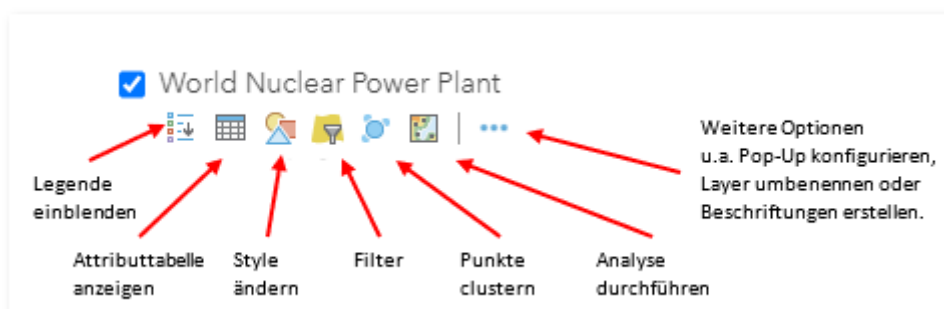 World Nuclear Power Plant
Weitere Optionen
u.a. Pop-Up konfigurieren,
Layer umbenennen oder
Beschriftungen erstellen.
Legende
einblenden
Attributtabelle
anzeigen
Style
ändern
Filter
Punkte
clustern
Analyse
durchführen